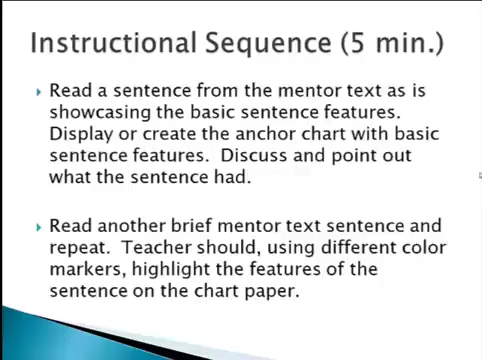 Instructional Sequence (5 min.)
Read a sentence from the mentor text as is
showcasing the basic sentence features.
Display or create the anchor chart with basic
sentence features. Discuss and point out
what the sentence had.
Read another brief mentor text sentence and
repeat. Teacher should, using different color
markers, highlight the features of the
sentence on the chart paper.